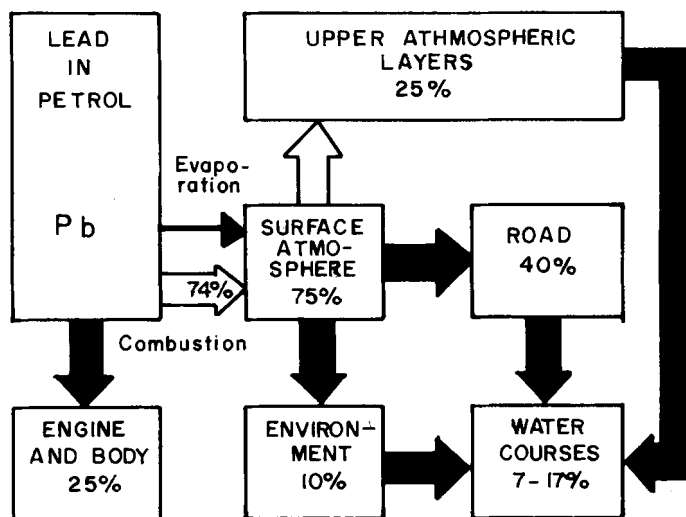 LEAD
IN
PETROL
Pb
UPPER ATHMOSPHERIC
LAYERS
25%
Evapo-
ration
SURFACE
ATMO-
SPHERE
75%
ROAD
40%
74%
Combustion
ENGINE
AND BODY
25%
ENVIRON-
MENT
10%
WATER
COURSES
7-17%